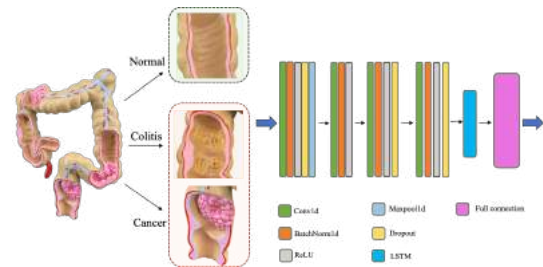 Normal
Colitis
Cancer
Conv1d
Maxpool1d
Full connection
BatchNorm1d
Dropout
ReLU
LSTM